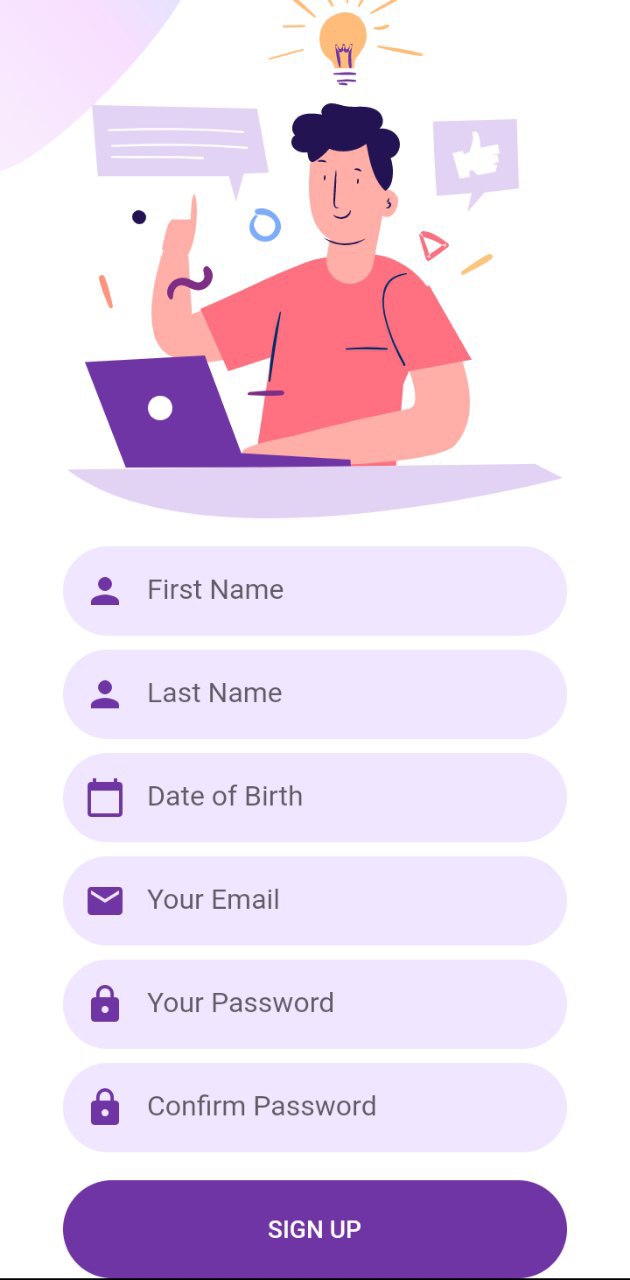 First Name
Last Name
Date of Birth
Your Email
Your Password
Confirm Password
SIGN UP